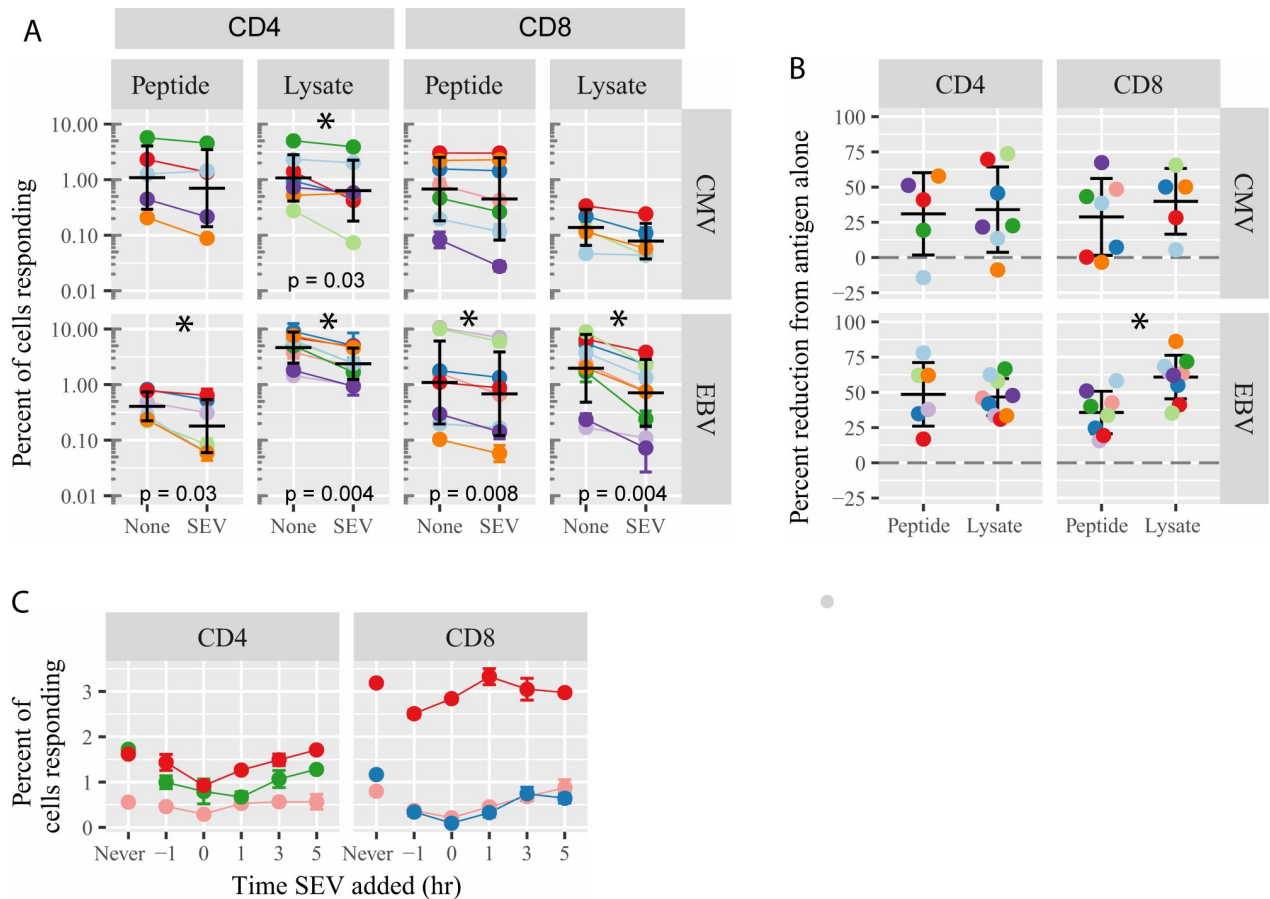 A
CD4 CD8
Peptide Lysate Peptide Lysate
Percent of cells responding
10.00
1.00
0.10
0.01
*
p = 0.03
CMV
10.00
1.00
0.10
0.01
* * * *
p = 0.03 p = 0.004 p = 0.008 p = 0.004
EBV
None SEV None SEV None SEV None SEV
B
CD4 CD8
Percent reduction from antigen alone
100
75
50
25
0
−25
CMV
100
75
50
25
0
−25
*
EBV
Peptide Lysate Peptide Lysate
C
CD4 CD8
Percent of
cells responding
3
2
1
0
Never −1 0 1 3 5 Never −1 0 1 3 5
Time SEV added (hr)